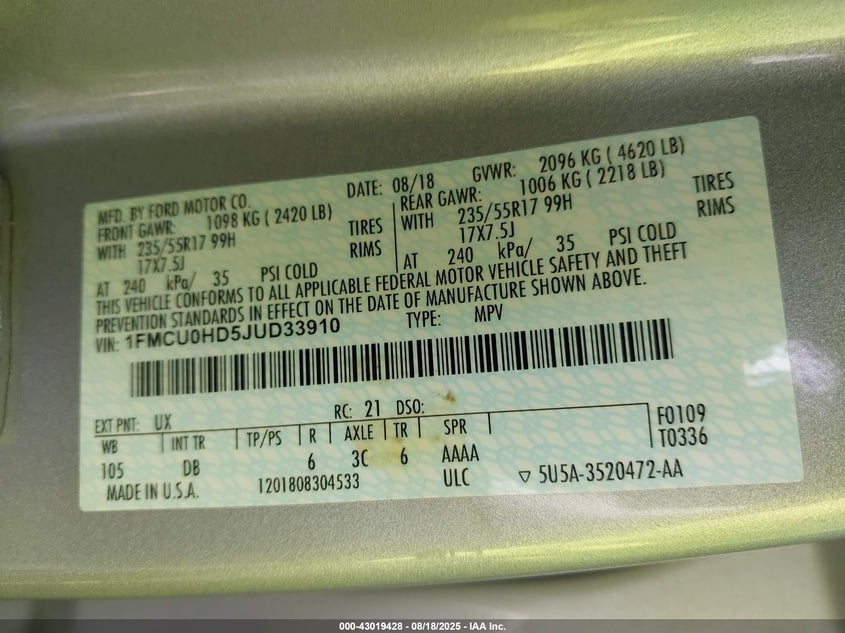 MFD. BY FORD MOTOR CO.
DATE: 08/18
GVWR: 2096 KG ( 4620 LB)
FRONT GAWR: 1098 KG ( 2420 LB)
WITH 235/55R17 99H TIRES
17X7.5J RIMS
AT 240 kPa/ 35 PSI COLD
REAR GAWR: 1006 KG ( 2218 LB)
WITH 235/55R17 99H TIRES
17X7.5J RIMS
AT 240 kPa/ 35 PSI COLD
THIS VEHICLE CONFORMS TO ALL APPLICABLE FEDERAL MOTOR VEHICLE SAFETY AND THEFT
PREVENTION STANDARDS IN EFFECT ON THE DATE OF MANUFACTURE SHOWN ABOVE.
VIN: 1FMCU0HD5JUD33910 TYPE: MPV
EXT PNT: UX RC: 21 DSO: F0109
WB INT TR TP/PS R AXLE TR SPR T0336
105 DB 6 3C 6 AAAA
MADE IN U.S.A. 1201808304533 ULC ▽ 5U5A-3520472-AA
000-43019428 - 08/18/2025 - IAA Inc.